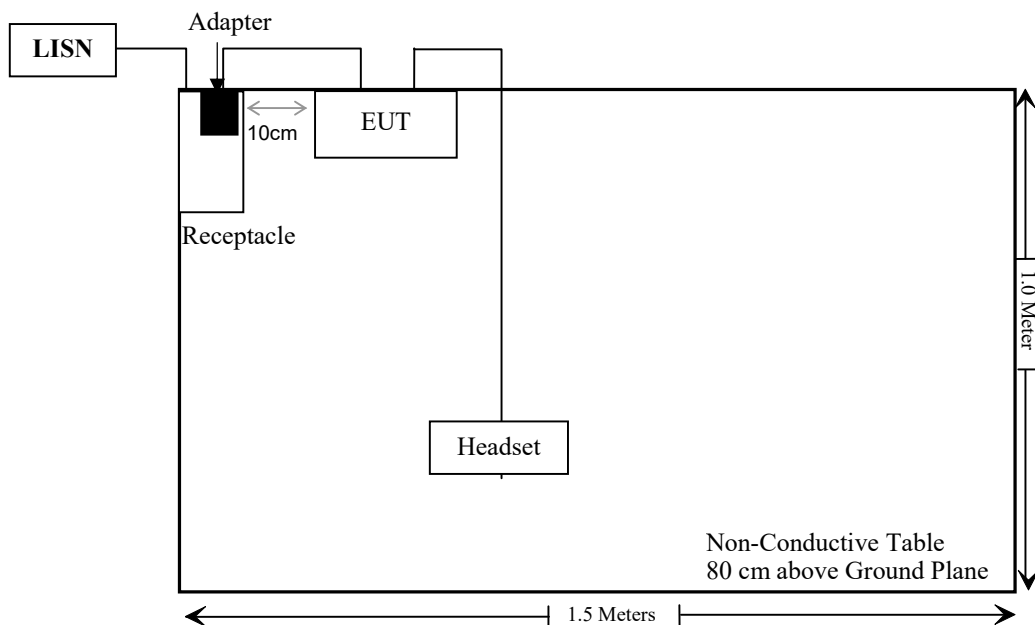 Adapter
LISN
EUT
10cm
Receptacle
1.0 Meter
Headset
Non-Conductive Table
80 cm above Ground Plane
1.5 Meters